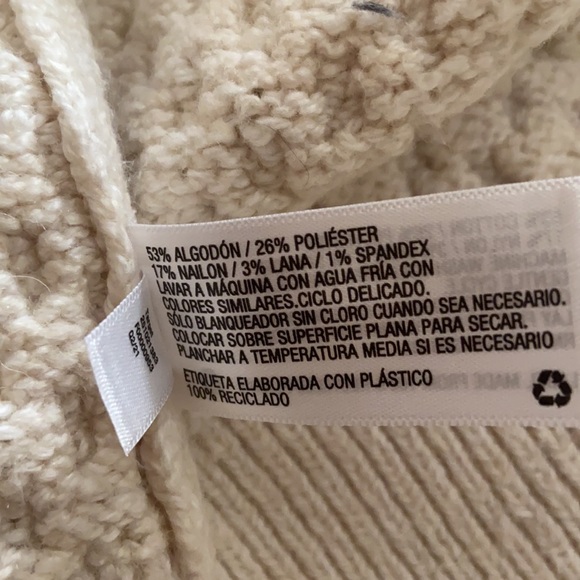 53% ALGODÓN / 26% POLIÉSTER
17% NAILON / 3% LANA / 1% SPANDEX
LAVAR A MÁQUINA CON AGUA FRÍA CON
COLORES SIMILARES.CICLO DELICADO.
SÓLO BLANQUEADOR SIN CLORO CUANDO SEA NECESARIO.
COLOCAR SOBRE SUPERFICIE PLANA PARA SECAR.
PLANCHAR A TEMPERATURA MEDIA SI ES NECESARIO
ETIQUETA ELABORADA CON PLÁSTICO
100% RECICLADO
02/21